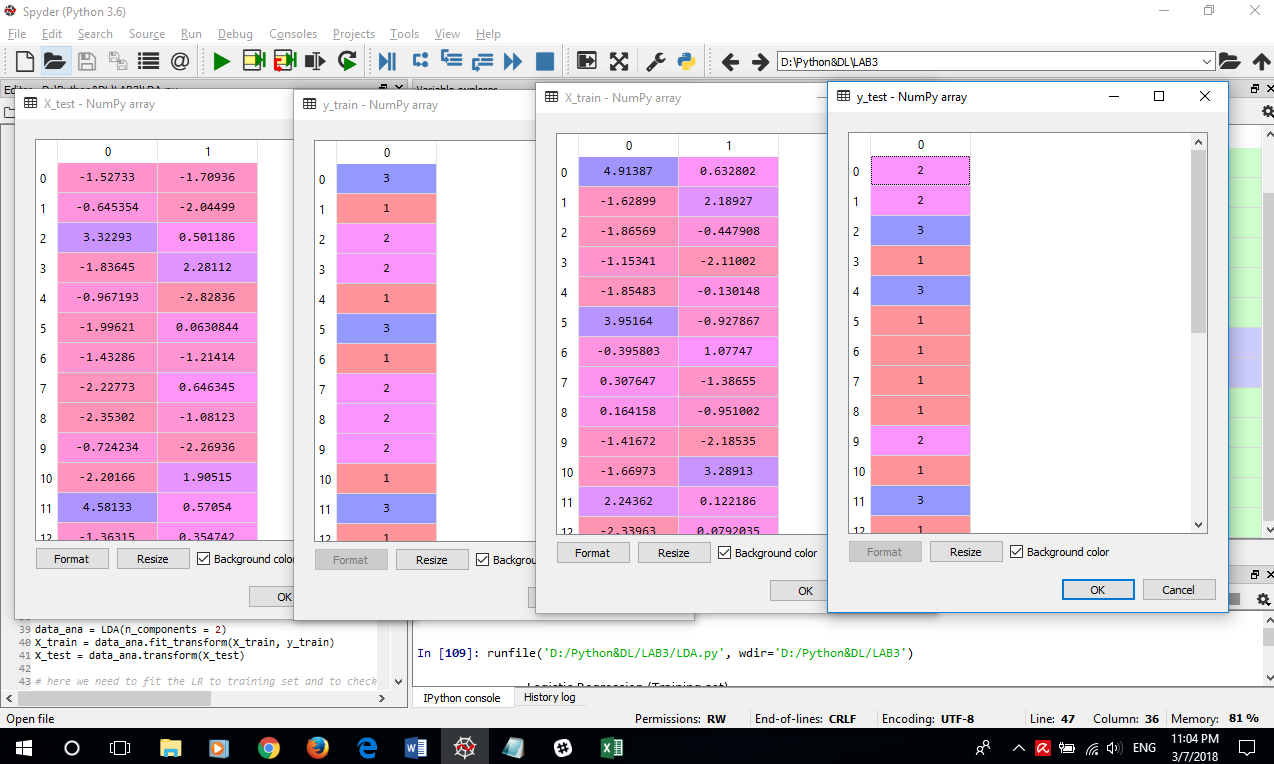 Spyder (Python 3.6)
File Edit Search Source Run Debug Consoles Projects Tools View Help
D:\Python&DL\LAB3
Variable explorer
X_test - NumPy array
0 1
0 -1.52733 -1.70936
1 -0.645354 -2.04499
2 3.32293 0.501186
3 -1.83645 2.28112
4 -0.967193 -2.82836
5 -1.99621 0.0630844
6 -1.43286 -1.21414
7 -2.22773 0.646345
8 -2.35302 -1.08123
9 -0.724234 -2.26936
10 -2.20166 1.90515
11 4.58133 0.57054
12 -1.36315 0.354742
Format Resize Background color
OK
y_train - NumPy array
0
0 3
1 1
2 2
3 2
4 1
5 3
6 1
7 2
8 2
9 2
10 1
11 3
12 1
Format Resize Backgrou
X_train - NumPy array
0 1
0 4.91387 0.632802
1 -1.62899 2.18927
2 -1.86569 -0.447908
3 -1.15341 -2.11002
4 -1.85483 -0.130148
5 3.95164 -0.927867
6 -0.395803 1.07747
7 0.307647 -1.38655
8 0.164158 -0.951002
9 -1.41672 -2.18535
10 -1.66973 3.28913
11 2.24362 0.122186
12 -2.33963 0.0792035
Format Resize Background color
OK
y_test - NumPy array
0
0 2
1 2
2 3
3 1
4 3
5 1
6 1
7 1
8 1
9 2
10 1
11 3
12 1
Format Resize Background color
OK Cancel
39 data_ana = LDA(n_components = 2)
40 X_train = data_ana.fit_transform(X_train, y_train)
41 X_test = data_ana.transform(X_test)
42
43 # here we need to fit the LR to training set and to check
In [109]: runfile('D:/Python&DL/LAB3/LDA.py', wdir='D:/Python&DL/LAB3')
Logistic Regression (Training set)
IPython console History log
Open file Permissions: RW End-of-lines: CRLF Encoding: UTF-8 Line: 47 Column: 36 Memory: 81 %
ENG
11:04 PM
3/7/2018